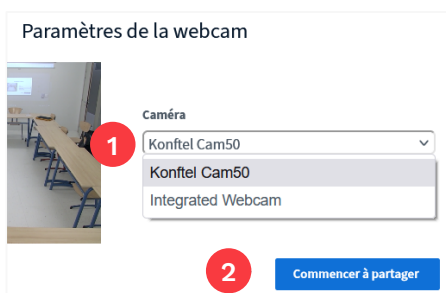 Paramètres de la webcam
Caméra
1
Konftel Cam50
Konftel Cam50
Integrated Webcam
2
Commencer à partager